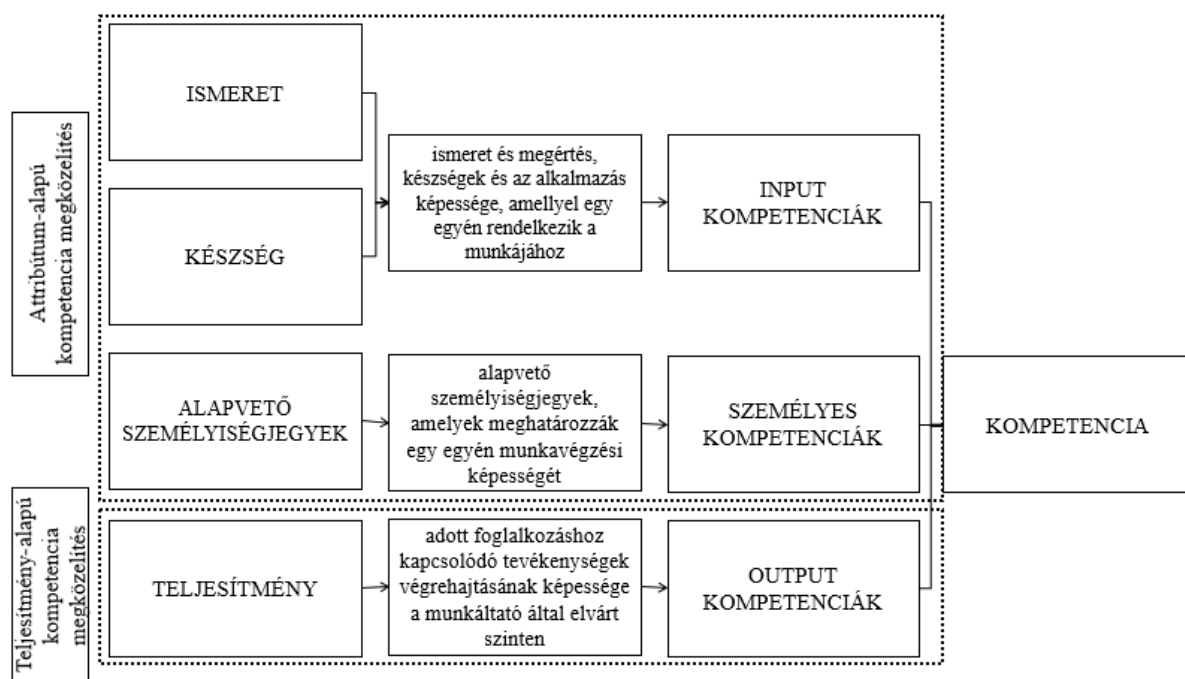 Attribútum-alapú
kompetencia megközelítés
ISMERET
KÉSZSÉG
ismeret és megértés,
készségek és az alkalmazás
képessége, amellyel egy
egyén rendelkezik a
munkájához
INPUT
KOMPETENCIÁK
ALAPVETŐ
SZEMÉLYISÉGJEGYEK
alapvető
személyiségjegyek,
amelyek meghatározzák
egy egyén munkavégzési
képességét
SZEMÉLYES
KOMPETENCIÁK
KOMPETENCIA
Teljesítmény-alapú
kompetencia
megközelítés
TELJESÍTMÉNY
adott foglalkozáshoz
kapcsolódó tevékenységek
végrehajtásának képessége
a munkáltató által elvárt
szinten
OUTPUT
KOMPETENCIÁK